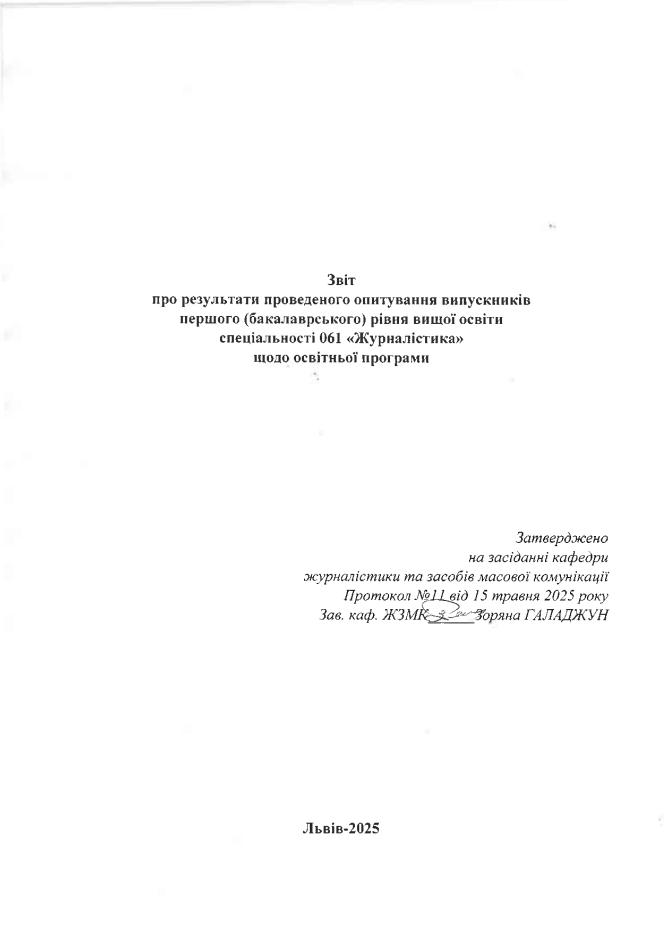 Звіт
про результати проведеного опитування випускників
першого (бакалаврського) рівня вищої освіти
спеціальності 061 «Журналістика»
щодо освітньої програми
Затверджено
на засіданні кафедри
журналістики та засобів масової комунікації
Протокол №11 від 15 травня 2025 року
Зав. каф. ЖЗМК Зоряна ГАЛАДЖУН
Львів-2025